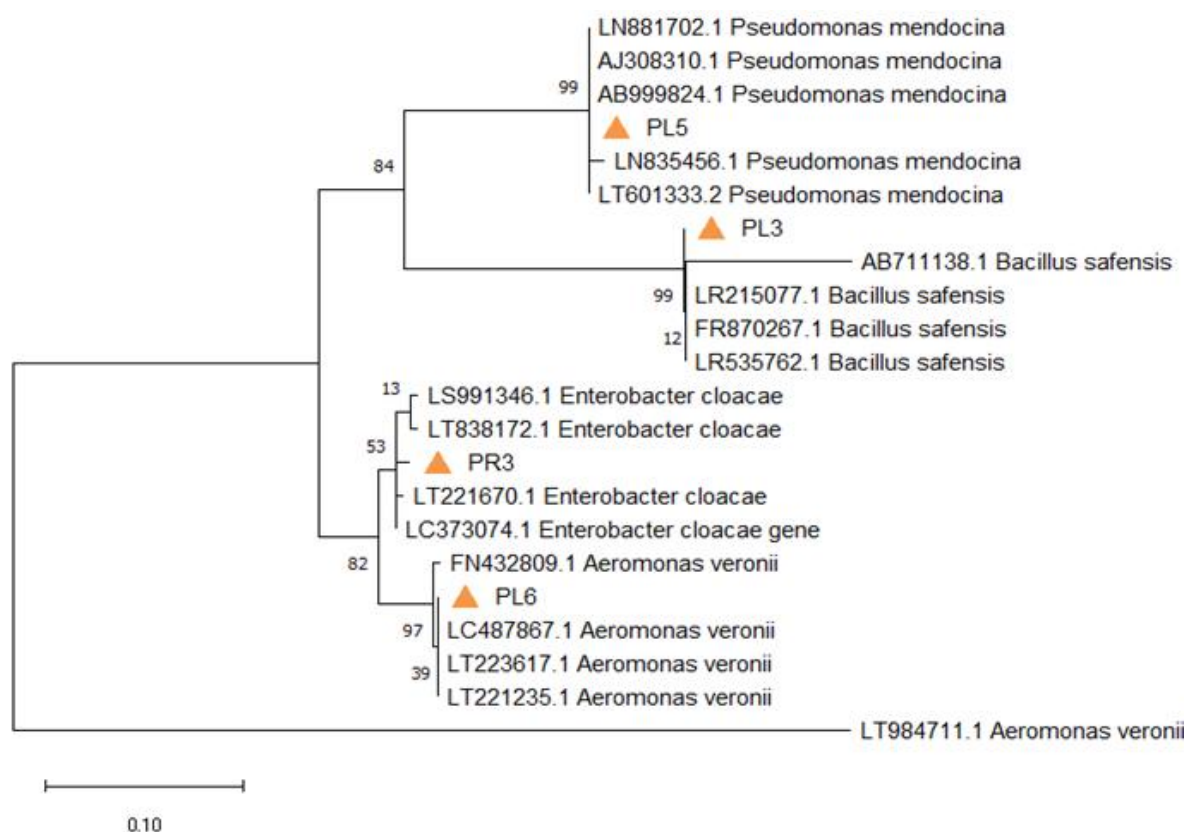 LN881702.1 Pseudomonas mendocina
AJ308310.1 Pseudomonas mendocina
99
AB999824.1 Pseudomonas mendocina
PL5
84
LN835456.1 Pseudomonas mendocina
LT601333.2 Pseudomonas mendocina
PL3
AB711138.1 Bacillus safensis
99
LR215077.1 Bacillus safensis
FR870267.1 Bacillus safensis
12
LR535762.1 Bacillus safensis
13
LS991346.1 Enterobacter cloacae
LT838172.1 Enterobacter cloacae
53
PR3
LT221670.1 Enterobacter cloacae
LC373074.1 Enterobacter cloacae gene
82
FN432809.1 Aeromonas veronii
PL6
97
LC487867.1 Aeromonas veronii
LT223617.1 Aeromonas veronii
39
LT221235.1 Aeromonas veronii
LT984711.1 Aeromonas veronii
0.10